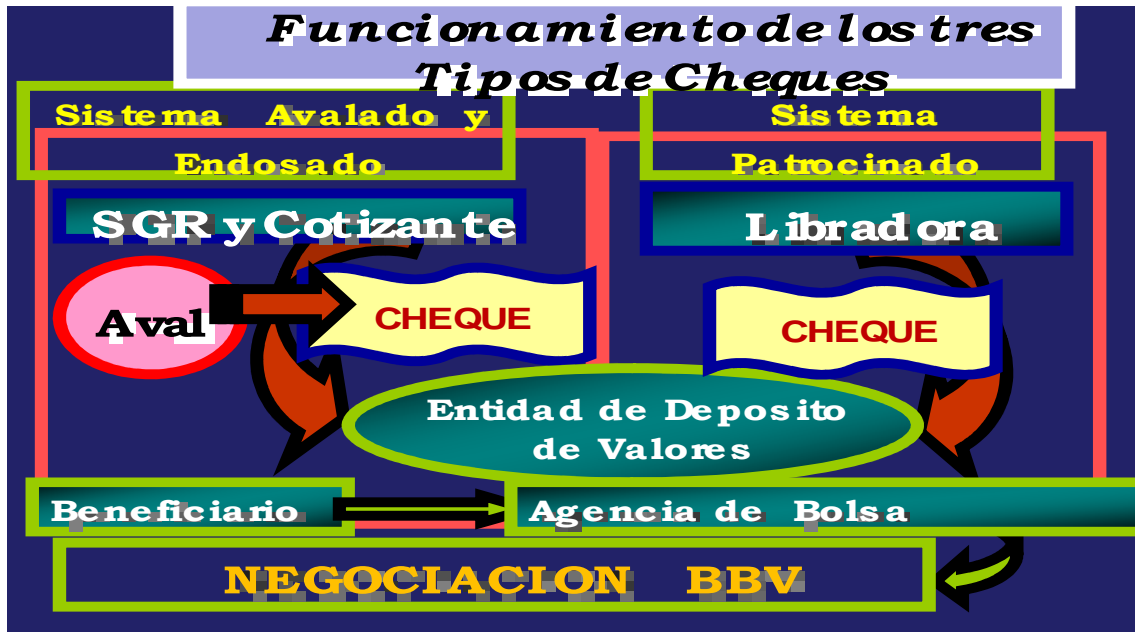 Funcionamiento de los tres
Tipos de Cheques
Sistema Avalado y
Endosado
Sistema
Patrocinado
SGR y Cotizante
Libradora
Aval
CHEQUE
CHEQUE
Entidad de Deposito
de Valores
Beneficiario
Agencia de Bolsa
NEGOCIACION BBV